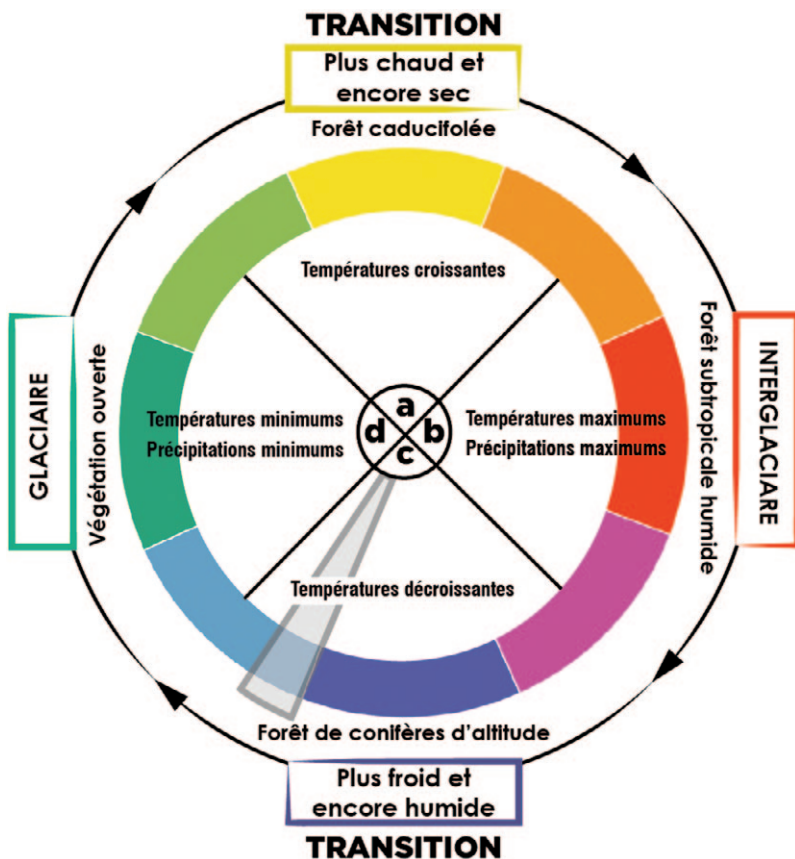 TRANSITION
Plus chaud et
encore sec
Forêt caducifolée
Températures croissantes
GLACIAIRE
Végétation ouverte
Températures minimums
Précipitations minimums
a
d b
c
Températures maximums
Précipitations maximums
Forêt subtropicale humide
INTERGLACIARE
Températures décroissantes
Forêt de conifères d’altitude
Plus froid et
encore humide
TRANSITION